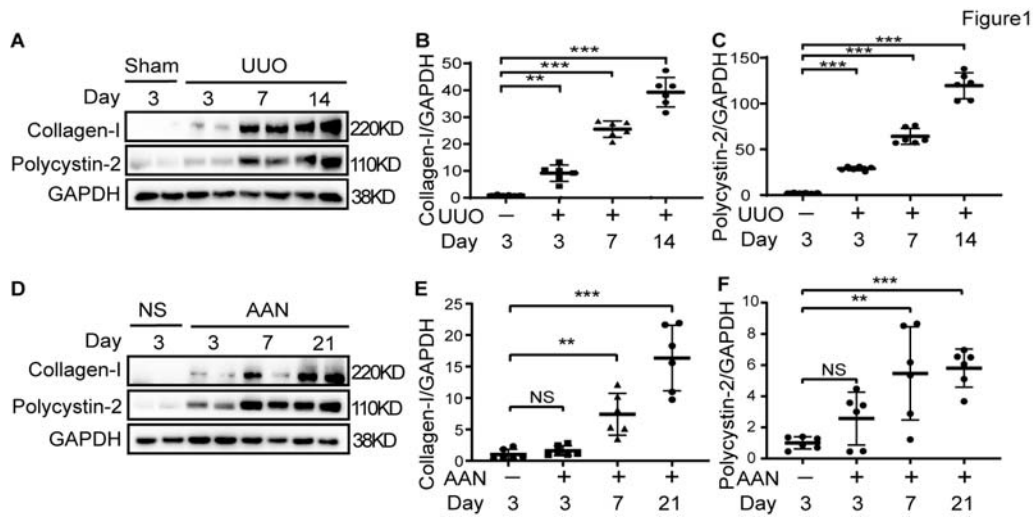 Figure1
A
Sham UUO
Day 3 3 7 14
Collagen-I 220KD
Polycystin-2 110KD
GAPDH 38KD
B
Collagen-I/GAPDH
50
40
30
20
10
0
***
***
**
UUO — + + +
Day 3 3 7 14
C
Polycystin-2/GAPDH
150
100
50
0
***
***
***
UUO — + + +
Day 3 3 7 14
D
NS AAN
Day 3 3 7 21
Collagen-I 220KD
Polycystin-2 110KD
GAPDH 38KD
E
Collagen-I/GAPDH
25
20
15
10
5
0
***
**
NS
AAN — + + +
Day 3 3 7 21
F
Polycystin-2/GAPDH
10
8
6
4
2
0
***
**
NS
AAN — + + +
Day 3 3 7 21